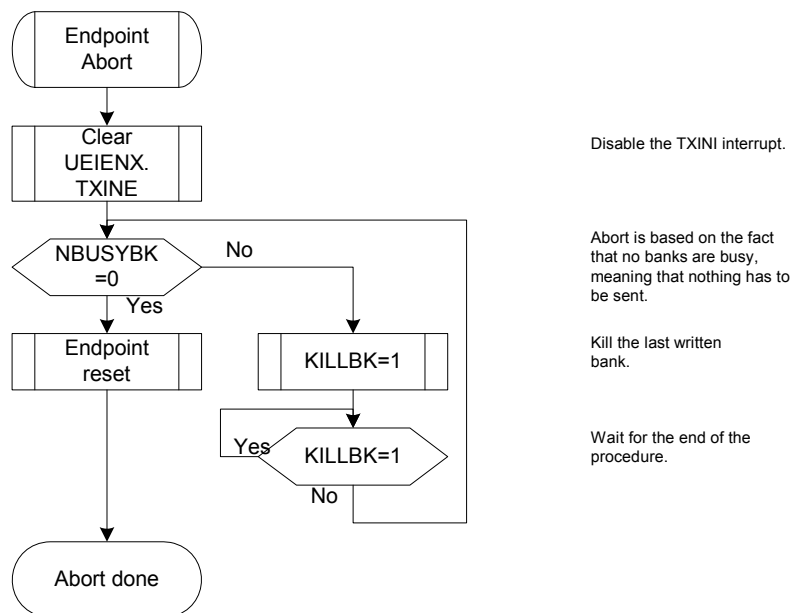 Endpoint
Abort
Clear
UEIENX.
TXINE
Disable the TXINI interrupt.
NBUSYBK
=0
No
Yes
Abort is based on the fact
that no banks are busy,
meaning that nothing has to
be sent.
Endpoint
reset
KILLBK=1
Kill the last written
bank.
Yes
KILLBK=1
No
Wait for the end of the
procedure.
Abort done